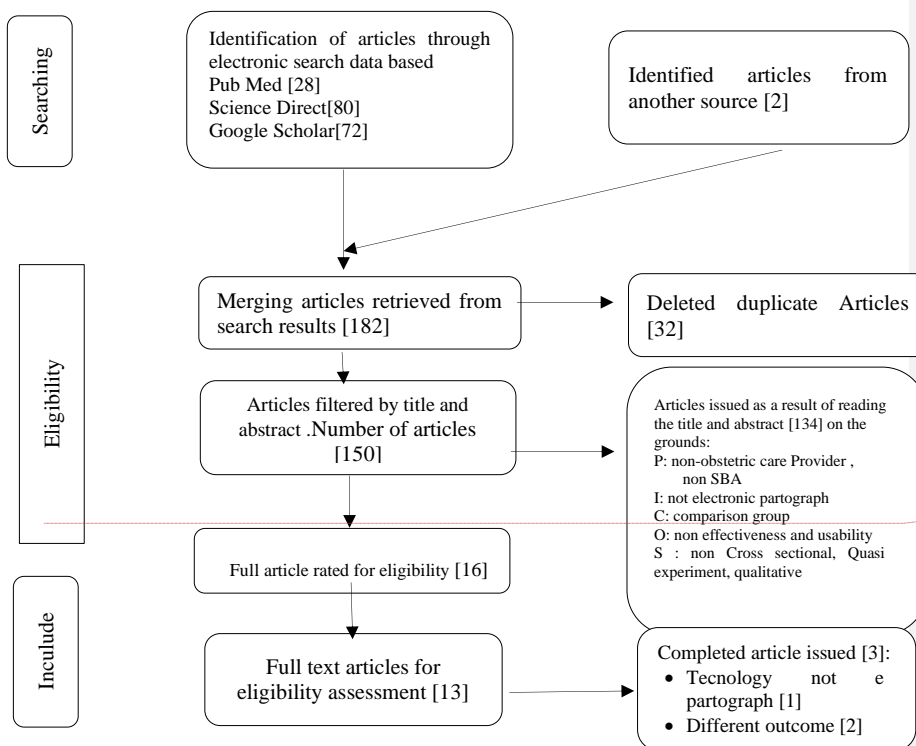 Searching
Identification of articles through
electronic search data based
Pub Med [28]
Science Direct[80]
Google Scholar[72]
Identified articles from
another source [2]
Eligibility
Merging articles retrieved from
search results [182]
Deleted duplicate Articles
[32]
Articles filtered by title and
abstract .Number of articles
[150]
Articles issued as a result of reading
the title and abstract [134] on the
grounds:
P: non-obstetric care Provider ,
non SBA
I: not electronic partograph
C: comparison group
O: non effectiveness and usability
S : non Cross sectional, Quasi
experiment, qualitative
Full article rated for eligibility [16]
Inculude
Full text articles for
eligibility assessment [13]
Completed article issued [3]:
• Tecnology not e
partograph [1]
• Different outcome [2]